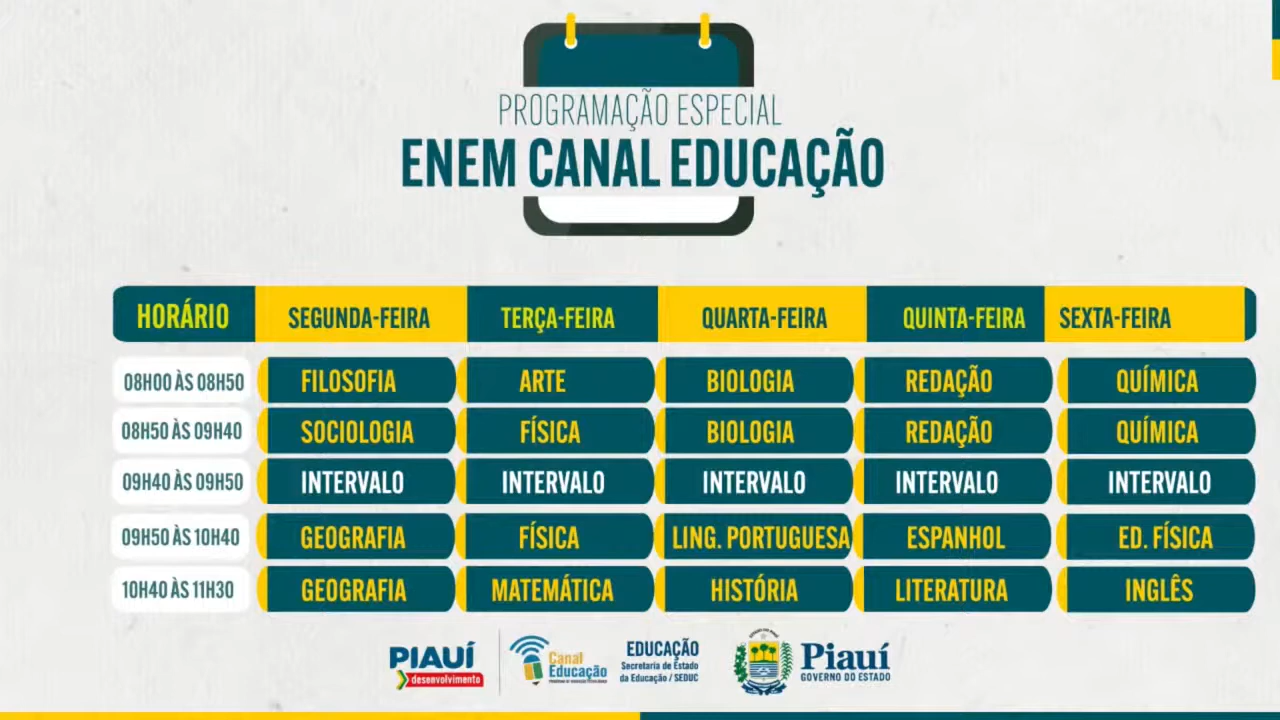 PROGRAMAÇÃO ESPECIAL
ENEM CANAL EDUCAÇÃO
HORÁRIO SEGUNDA-FEIRA TERÇA-FEIRA QUARTA-FEIRA QUINTA-FEIRA SEXTA-FEIRA
08H00 ÀS 08H50 FILOSOFIA ARTE BIOLOGIA REDAÇÃO QUÍMICA
08H50 ÀS 09H40 SOCIOLOGIA FÍSICA BIOLOGIA REDAÇÃO QUÍMICA
09H40 ÀS 09H50 INTERVALO INTERVALO INTERVALO INTERVALO INTERVALO
09H50 ÀS 10H40 GEOGRAFIA FÍSICA LING. PORTUGUESA ESPANHOL ED. FÍSICA
10H40 ÀS 11H30 GEOGRAFIA MATEMÁTICA HISTÓRIA LITERATURA INGLÊS
PIAUÍ
desenvolvimento
Canal
Educação
EDUCAÇÃO
Secretaria de Estado
da Educação / SEDUC
Piauí
GOVERNO DO ESTADO